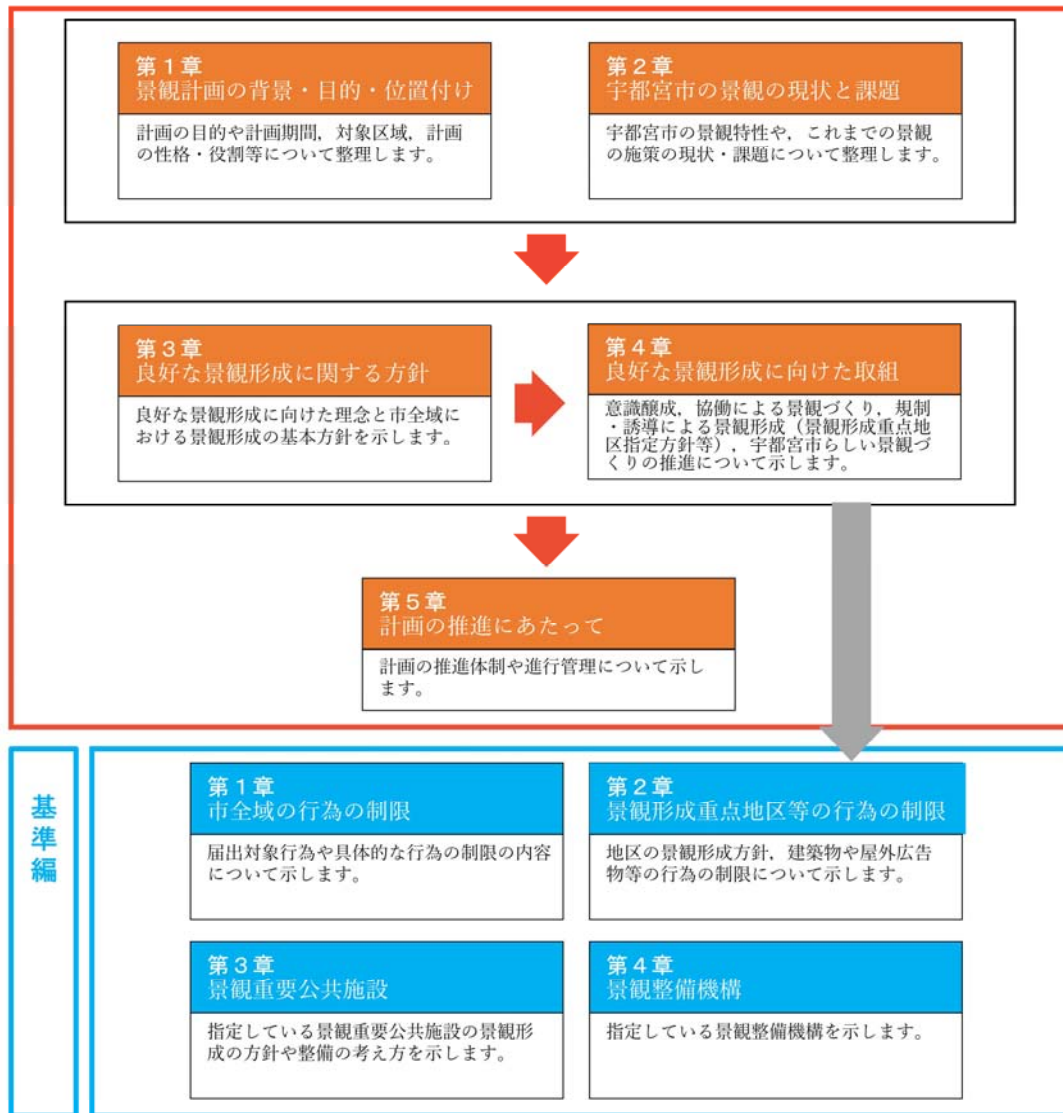 第1章
景観計画の背景・目的・位置付け
計画の目的や計画期間，対象区域，計画
の性格・役割等について整理します。
第2章
宇都宮市の景観の現状と課題
宇都宮市の景観特性や，これまでの景観
の施策の現状・課題について整理します。
第3章
良好な景観形成に関する方針
良好な景観形成に向けた理念と市全域に
おける景観形成の基本方針を示します。
第4章
良好な景観形成に向けた取組
意識醸成，協働による景観づくり，規制
・誘導による景観形成（景観形成重点地
区指定方針等），宇都宮市らしい景観づ
くりの推進について示します。
第5章
計画の推進にあたって
計画の推進体制や進行管理について示し
ます。
基準編
第1章
市全域の行為の制限
届出対象行為や具体的な行為の制限の内容
について示します。
第2章
景観形成重点地区等の行為の制限
地区の景観形成方針，建築物や屋外広告
物等の行為の制限について示します。
第3章
景観重要公共施設
指定している景観重要公共施設の景観形
成の方針や整備の考え方を示します。
第4章
景観整備機構
指定している景観整備機構を示します。